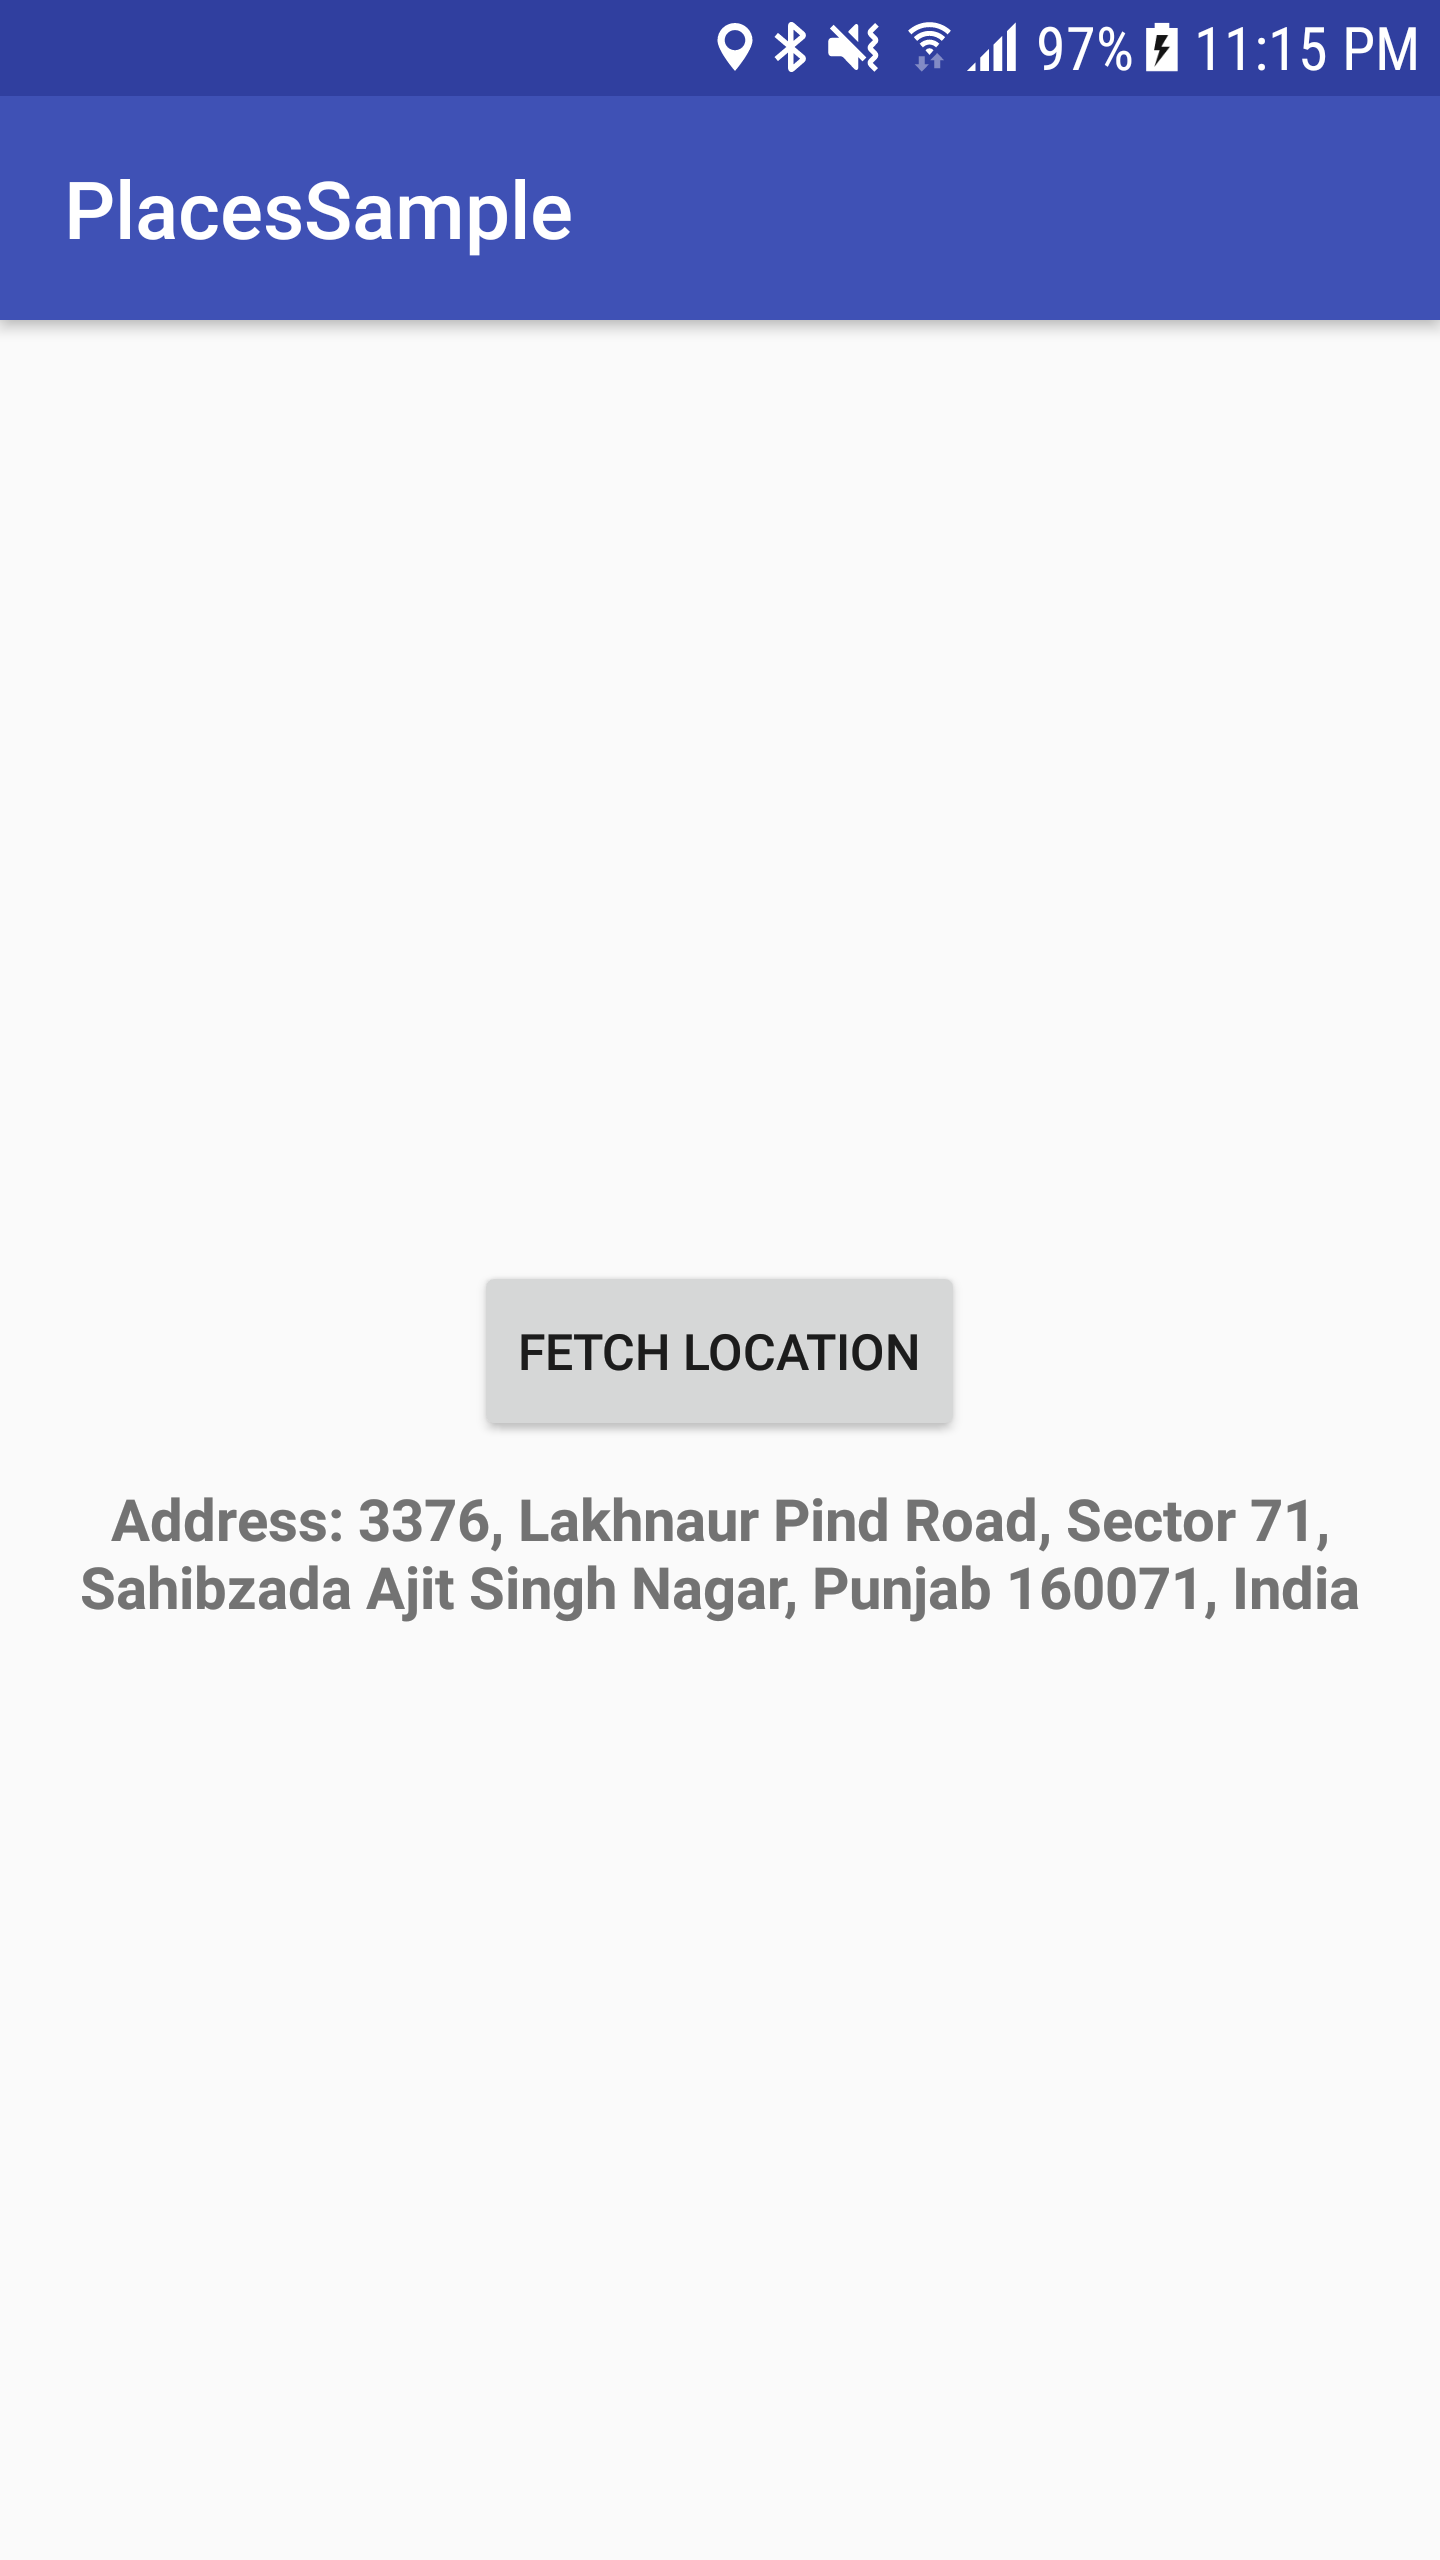 97% 11:15 PM
PlacesSample
FETCH LOCATION
Address: 3376, Lakhnaur Pind Road, Sector 71,
Sahibzada Ajit Singh Nagar, Punjab 160071, India